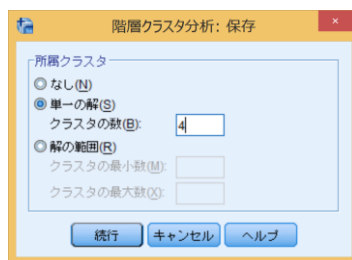 階層クラスタ分析: 保存
×
所属クラスタ
なし(N)
単一の解(S)
クラスタの数(B): 4
解の範囲(R)
クラスタの最小数(M):
クラスタの最大数(X):
続行 キャンセル ヘルプ